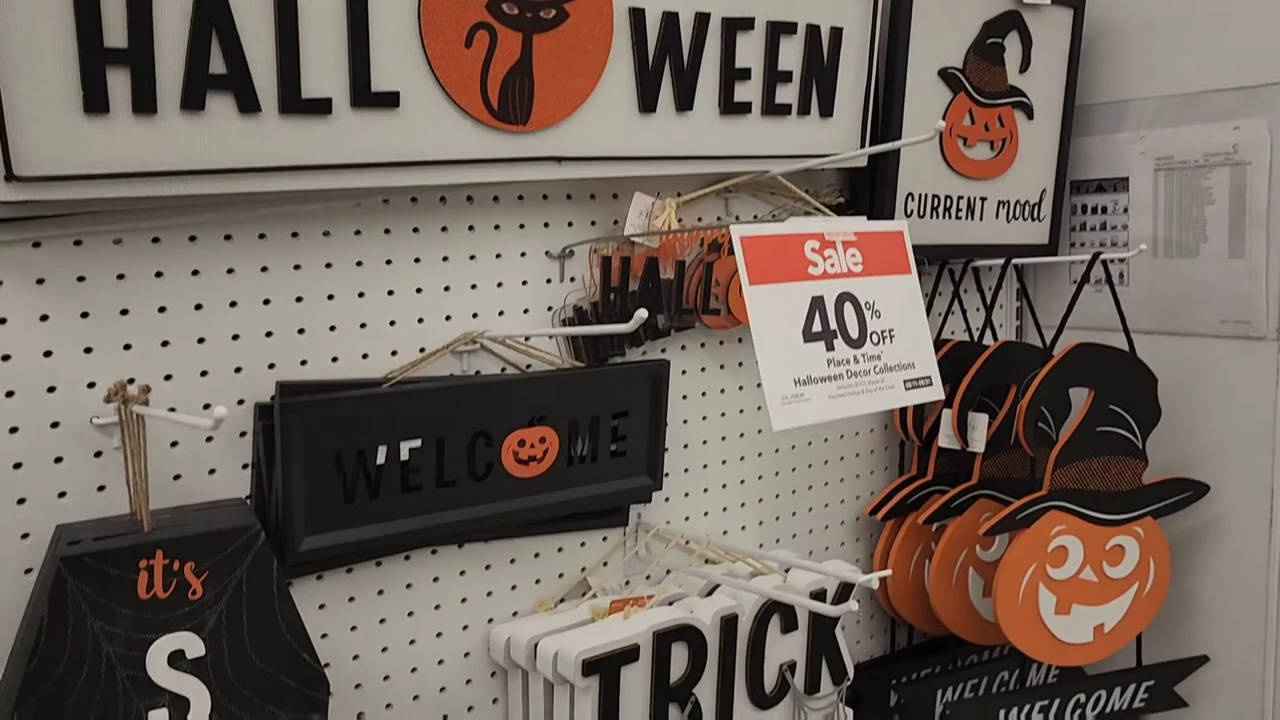 HALL WEEN
CURRENT mood
HALL
Sale
40% OFF
Place & Time*
Halloween Decor Collections
WELC ME
it's
S
TRICK
WELCOME
WELCOME
WELCOME